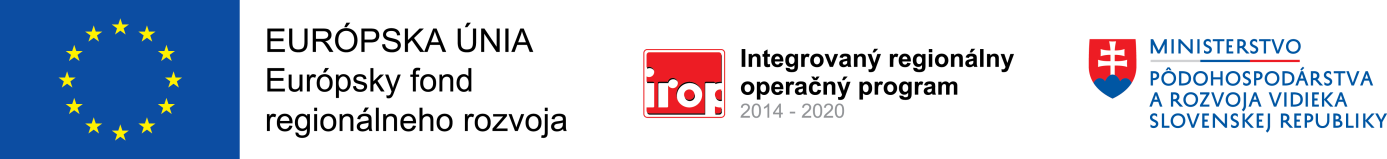 EURÓPSKA ÚNIA
Európsky fond
regionálneho rozvoja
irop
Integrovaný regionálny
operačný program
2014 - 2020
MINISTERSTVO
PÔDOHOSPODÁRSTVA
A ROZVOJA VIDIEKA
SLOVENSKEJ REPUBLIKY